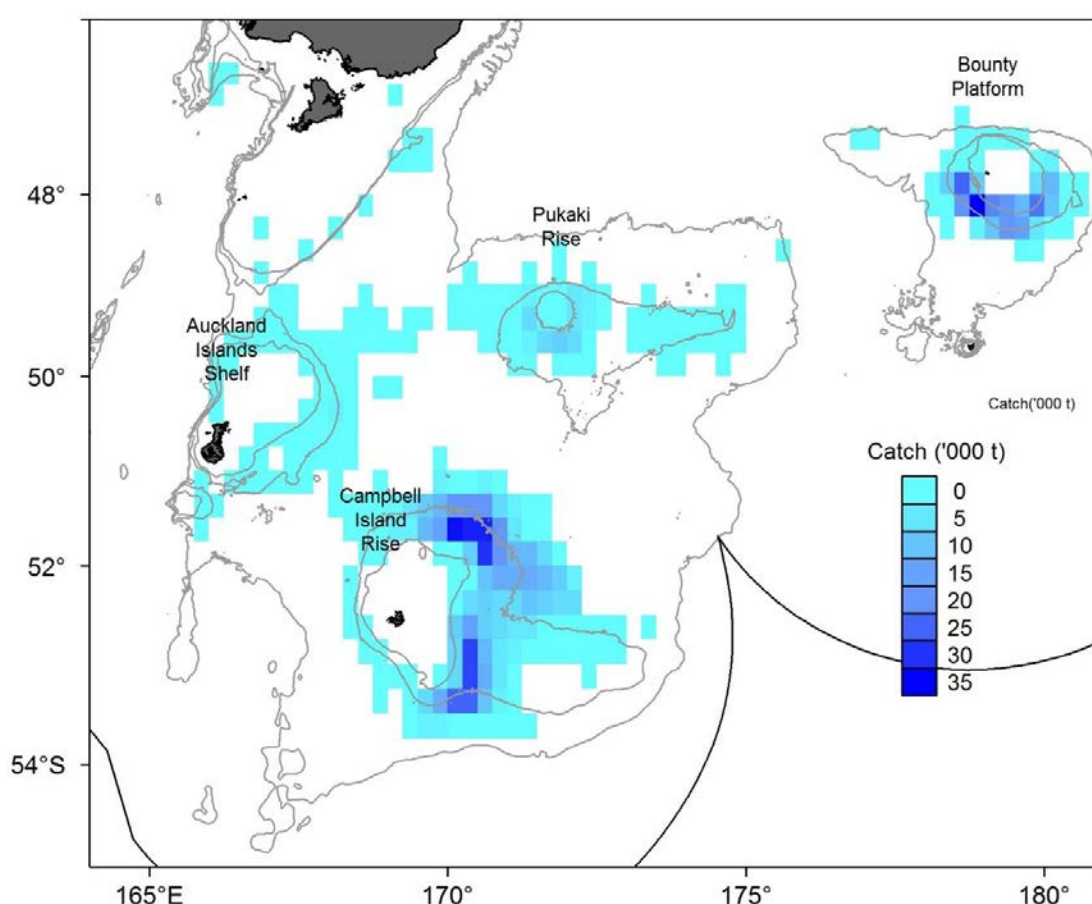 Bounty
Platform
48°
Pukaki
Rise
Auckland
Islands
Shelf
50°
Catch('000 t)
Catch ('000 t)
0
5
10
15
20
25
30
35
Campbell
Island
Rise
52°
54°S
165°E
170°
175°
180°